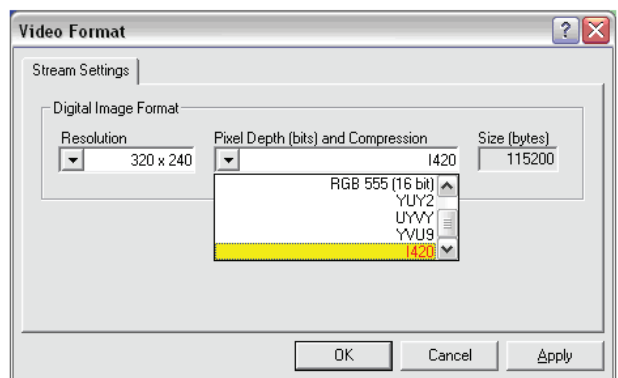 Video Format
Stream Settings
Digital Image Format
Resolution Pixel Depth (bits) and Compression Size (bytes)
320 x 240 I420 115200
RGB 555 (16 bit)
YUY2
UYVY
YVU9
I420
OK Cancel Apply